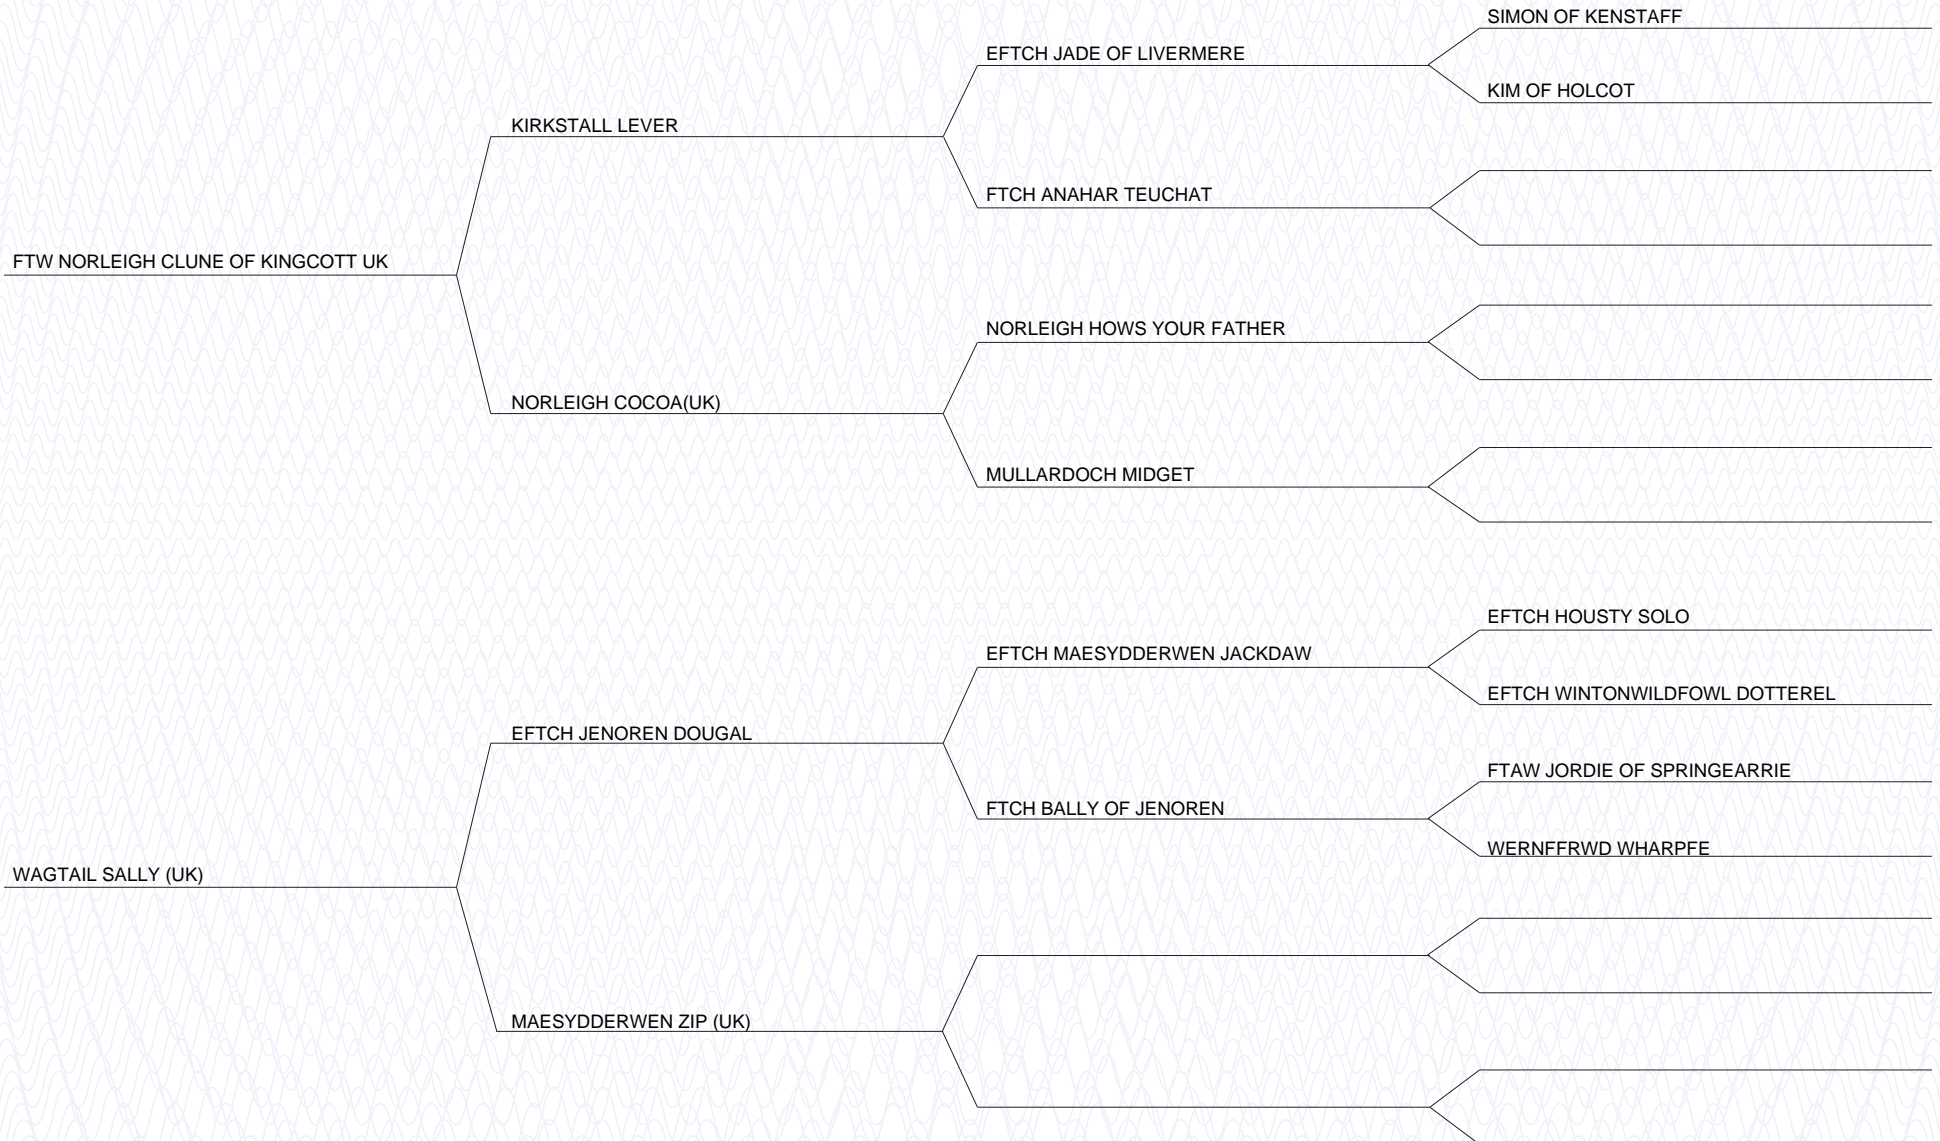 SIMON OF KENSTAFF
EFTCH JADE OF LIVERMERE
KIM OF HOLCOT
KIRKSTALL LEVER
FTCH ANAHAR TEUCHAT
FTW NORLEIGH CLUNE OF KINGCOTT UK
NORLEIGH HOWS YOUR FATHER
NORLEIGH COCOA(UK)
MULLARDOCH MIDGET
EFTCH HOUSTY SOLO
EFTCH MAESYDDERWEN JACKDAW
EFTCH WINTONWILDFOWL DOTTEREL
EFTCH JENOREN DOUGAL
FTAW JORDIE OF SPRINGEARRIE
FTCH BALLY OF JENOREN
WERNFFRWD WHARPFE
WAGTAIL SALLY (UK)
MAESYDDERWEN ZIP (UK)